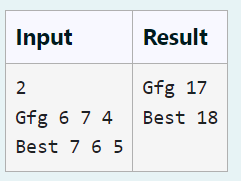 Input Result
2 Gfg 17
Gfg 6 7 4 Best 18
Best 7 6 5